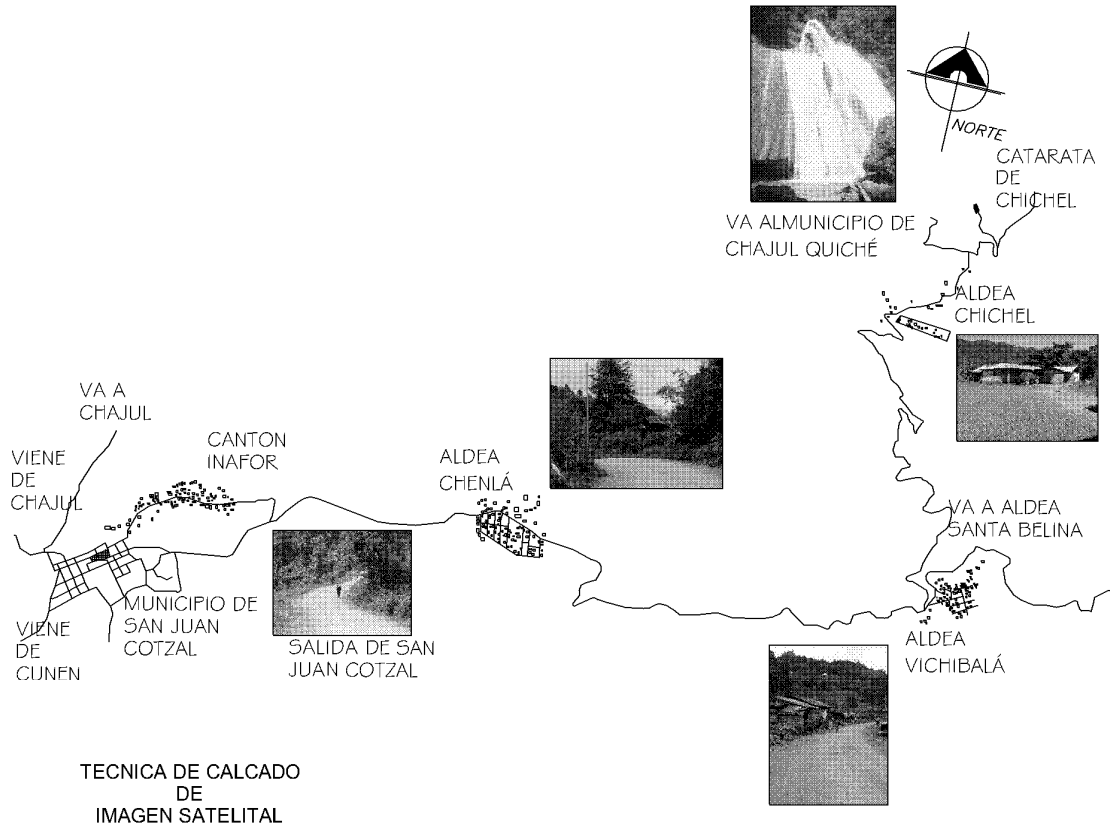 NORTE
CATARATA
DE
CHICHEL
VA ALMUNICIPIO DE
CHAJUL QUICHÉ
ALDEA
CHICHEL
VA A
CHAJUL
CANTON
INAFOR
VIENE
DE
CHAJUL
ALDEA
CHENLÁ
VA A ALDEA
SANTA BELINA
MUNICIPIO DE
SAN JUAN
COTZAL
VIENE
DE
CUNEN
SALIDA DE SAN
JUAN COTZAL
ALDEA
VICHIBALÁ
TECNICA DE CALCADO
DE
IMAGEN SATELITAL